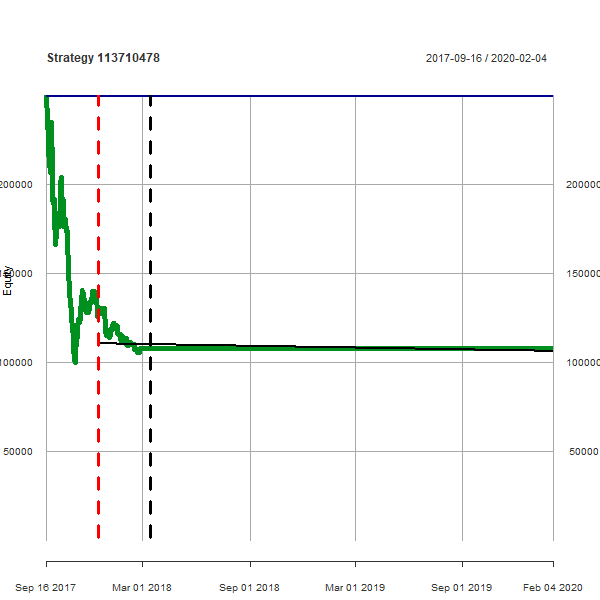 Strategy 113710478
2017-09-16 / 2020-02-04
200000 200000
150000 150000
Equity
100000 100000
50000 50000
Sep 16 2017 Mar 01 2018 Sep 01 2018 Mar 01 2019 Sep 01 2019 Feb 04 2020